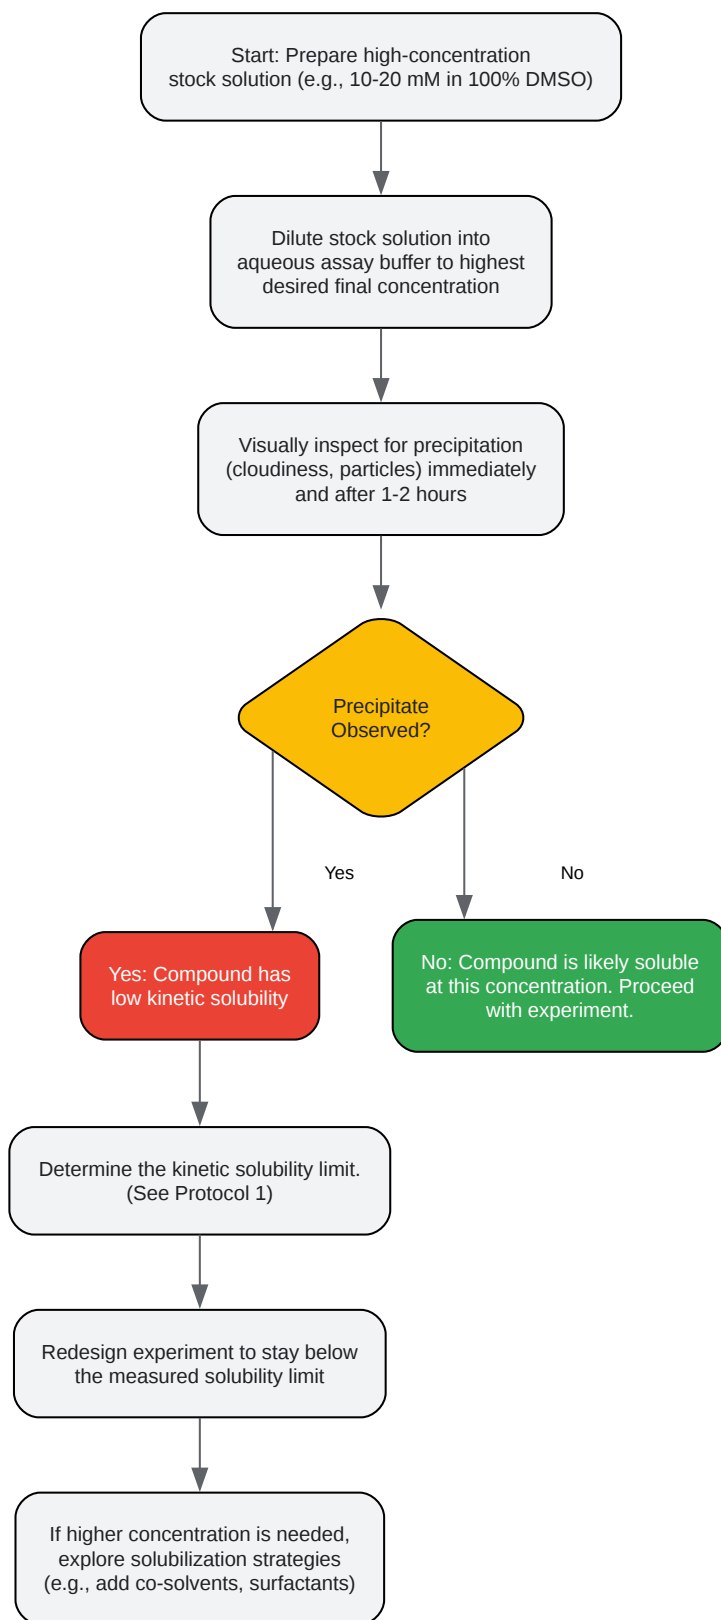 Start: Prepare high-concentration
stock solution (e.g., 10-20 mM in 100% DMSO)
Dilute stock solution into
aqueous assay buffer to highest
desired final concentration
Visually inspect for precipitation
(cloudiness, particles) immediately
and after 1-2 hours
Precipitate
Observed?
Yes
No
Yes: Compound has
low kinetic solubility
No: Compound is likely soluble
at this concentration. Proceed
with experiment.
Determine the kinetic solubility limit.
(See Protocol 1)
Redesign experiment to stay below
the measured solubility limit
If higher concentration is needed,
explore solubilization strategies
(e.g., add co-solvents, surfactants)